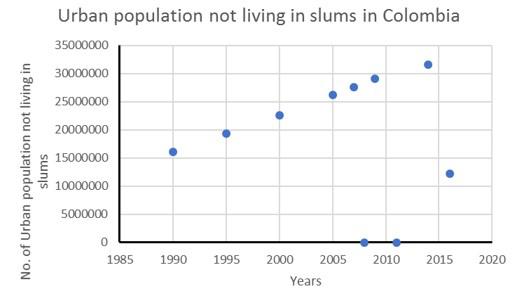 Urban population not living in slums in Colombia
No. of Urban population not living in
slums
35000000
30000000
25000000
20000000
15000000
10000000
5000000
0
1985 1990 1995 2000 2005 2010 2015 2020
Years